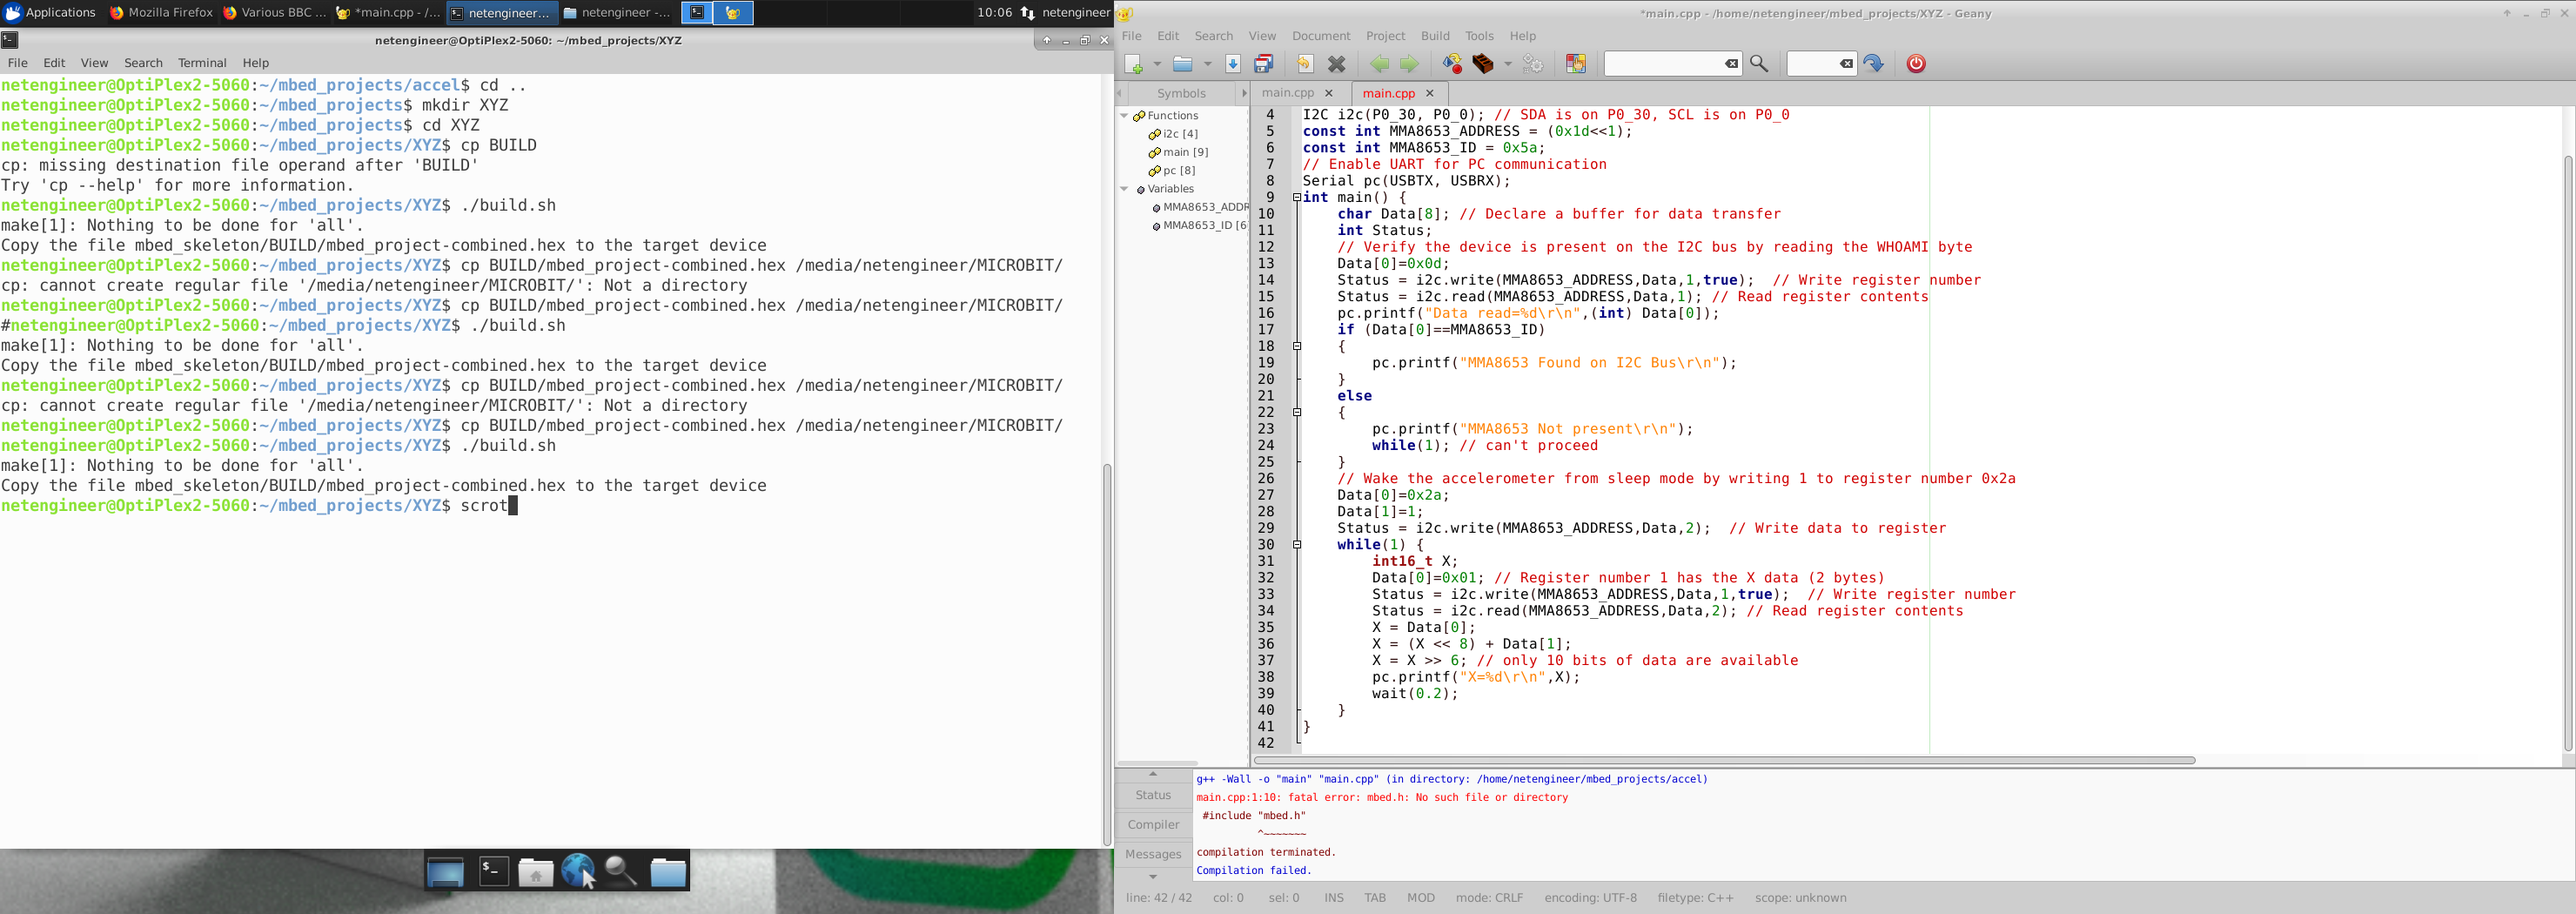 Applications
Mozilla Firefox
Various BBC ...
*main.cpp - /...
netengineer...
netengineer -...
10:06
netengineer
netengineer@OptiPlex2-5060: ~/mbed_projects/XYZ
File Edit View Search Terminal Help
netengineer@OptiPlex2-5060:~/mbed_projects/accel$ cd ..
netengineer@OptiPlex2-5060:~/mbed_projects$ mkdir XYZ
netengineer@OptiPlex2-5060:~/mbed_projects$ cd XYZ
netengineer@OptiPlex2-5060:~/mbed_projects/XYZ$ cp BUILD
cp: missing destination file operand after 'BUILD'
Try 'cp --help' for more information.
netengineer@OptiPlex2-5060:~/mbed_projects/XYZ$ ./build.sh
make[1]: Nothing to be done for 'all'.
Copy the file mbed_skeleton/BUILD/mbed_project-combined.hex to the target device
netengineer@OptiPlex2-5060:~/mbed_projects/XYZ$ cp BUILD/mbed_project-combined.hex /media/netengineer/MICROBIT/
cp: cannot create regular file '/media/netengineer/MICROBIT/': Not a directory
netengineer@OptiPlex2-5060:~/mbed_projects/XYZ$ cp BUILD/mbed_project-combined.hex /media/netengineer/MICROBIT/
#netengineer@OptiPlex2-5060:~/mbed_projects/XYZ$ ./build.sh
make[1]: Nothing to be done for 'all'.
Copy the file mbed_skeleton/BUILD/mbed_project-combined.hex to the target device
netengineer@OptiPlex2-5060:~/mbed_projects/XYZ$ cp BUILD/mbed_project-combined.hex /media/netengineer/MICROBIT/
cp: cannot create regular file '/media/netengineer/MICROBIT/': Not a directory
netengineer@OptiPlex2-5060:~/mbed_projects/XYZ$ cp BUILD/mbed_project-combined.hex /media/netengineer/MICROBIT/
netengineer@OptiPlex2-5060:~/mbed_projects/XYZ$ ./build.sh
make[1]: Nothing to be done for 'all'.
Copy the file mbed_skeleton/BUILD/mbed_project-combined.hex to the target device
netengineer@OptiPlex2-5060:~/mbed_projects/XYZ$ scrot
*main.cpp - /home/netengineer/mbed_projects/XYZ - Geany
File Edit Search View Document Project Build Tools Help
Symbols
main.cpp
main.cpp
Functions
i2c [4]
main [9]
pc [8]
Variables
MMA8653_ADDR
MMA8653_ID [6
4 I2C i2c(P0_30, P0_0); // SDA is on P0_30, SCL is on P0_0
5 const int MMA8653_ADDRESS = (0x1d<<1);
6 const int MMA8653_ID = 0x5a;
7 // Enable UART for PC communication
8 Serial pc(USBTX, USBRX);
9 int main() {
10 char Data[8]; // Declare a buffer for data transfer
11 int Status;
12 // Verify the device is present on the I2C bus by reading the WHOAMI byte
13 Data[0]=0x0d;
14 Status = i2c.write(MMA8653_ADDRESS,Data,1,true);  // Write register number
15 Status = i2c.read(MMA8653_ADDRESS,Data,1); // Read register contents
16 pc.printf("Data read=%d\r\n",(int) Data[0]);
17 if (Data[0]==MMA8653_ID)
18 {
19 pc.printf("MMA8653 Found on I2C Bus\r\n");
20 }
21 else
22 {
23 pc.printf("MMA8653 Not present\r\n");
24 while(1); // can't proceed
25 }
26 // Wake the accelerometer from sleep mode by writing 1 to register number 0x2a
27 Data[0]=0x2a;
28 Data[1]=1;
29 Status = i2c.write(MMA8653_ADDRESS,Data,2);  // Write data to register
30 while(1) {
31 int16_t X;
32 Data[0]=0x01; // Register number 1 has the X data (2 bytes)
33 Status = i2c.write(MMA8653_ADDRESS,Data,1,true);  // Write register number
34 Status = i2c.read(MMA8653_ADDRESS,Data,2); // Read register contents
35 X = Data[0];
36 X = (X << 8) + Data[1];
37 X = X >> 6; // only 10 bits of data are available
38 pc.printf("X=%d\r\n",X);
39 wait(0.2);
40 }
41 }
42
Status
Compiler
Messages
g++ -Wall -o "main" "main.cpp" (in directory: /home/netengineer/mbed_projects/accel)
main.cpp:1:10: fatal error: mbed.h: No such file or directory
#include "mbed.h"
^~~~~~~~
compilation terminated.
Compilation failed.
line: 42 / 42 col: 0 sel: 0 INS TAB MOD mode: CRLF encoding: UTF-8 filetype: C++ scope: unknown